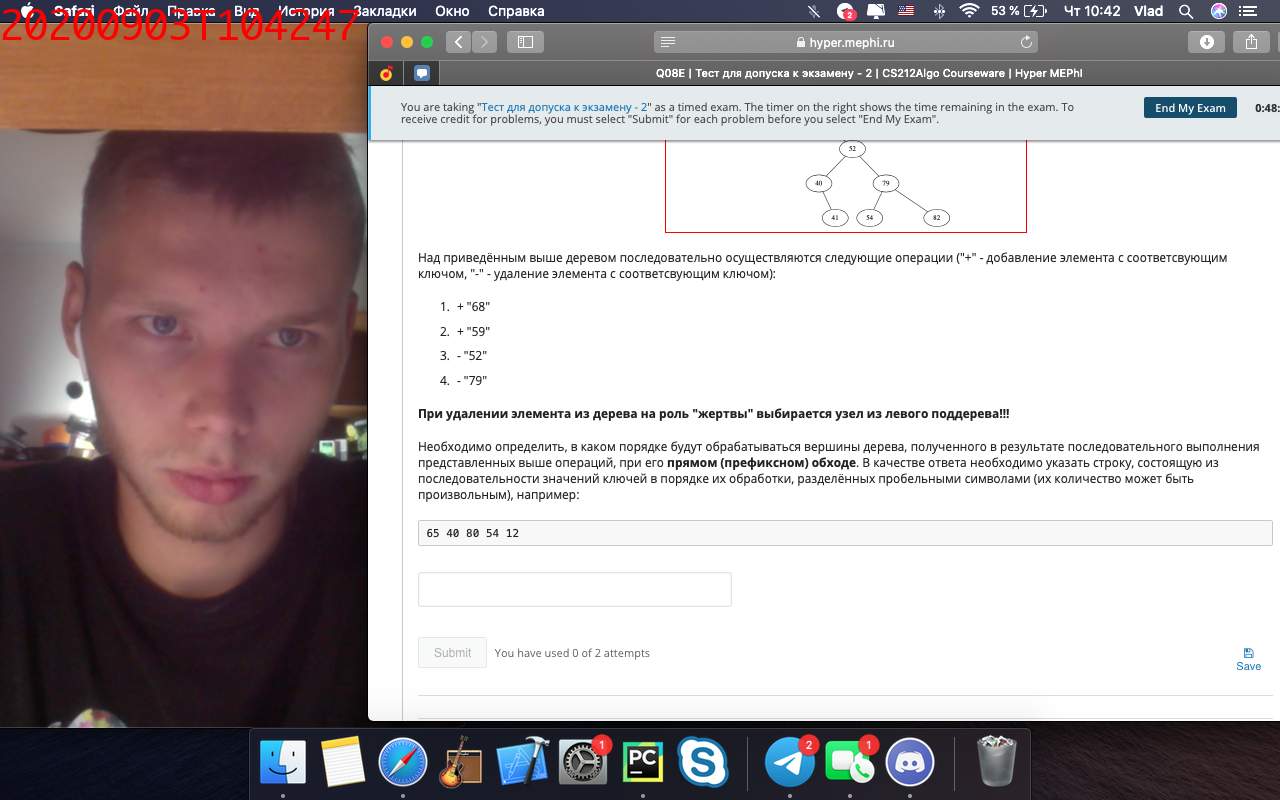 20200903T104247
Safari Файл Правка Вид История Закладки Окно Справка 2 53 % Чт 10:42 Vlad
hyper.mephi.ru
Q08E | Тест для допуска к экзамену - 2 | CS212Algo Courseware | Hyper MEPhI
You are taking "Тест для допуска к экзамену - 2" as a timed exam. The timer on the right shows the time remaining in the exam. To
receive credit for problems, you must select "Submit" for each problem before you select "End My Exam".
End My Exam 0:48:
52
40 79
41 54 82
Над приведённым выше деревом последовательно осуществляются следующие операции ("+" - добавление элемента с соответсвующим
ключом, "-" - удаление элемента с соответсвующим ключом):
1. + "68"
2. + "59"
3. - "52"
4. - "79"
При удалении элемента из дерева на роль "жертвы" выбирается узел из левого поддерева!!!
Необходимо определить, в каком порядке будут обрабатываться вершины дерева, полученного в результате последовательного выполнения
представленных выше операций, при его прямом (префиксном) обходе. В качестве ответа необходимо указать строку, состоящую из
последовательности значений ключей в порядке их обработки, разделённых пробельными символами (их количество может быть
произвольным), например:
65 40 80 54 12
Submit You have used 0 of 2 attempts
Save
1 PC 2 1